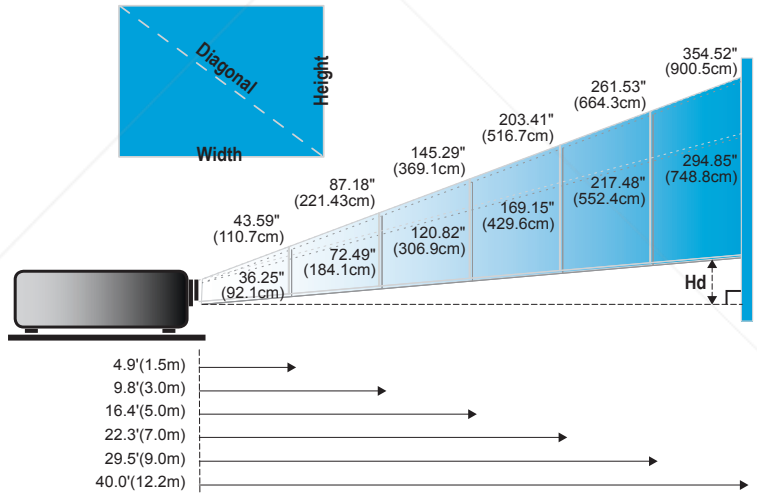 Diagonal
Height
Width
354.52"
(900.5cm)
261.53"
(664.3cm)
203.41"
(516.7cm)
145.29"
(369.1cm)
87.18"
(221.43cm)
43.59"
(110.7cm)
294.85"
(748.8cm)
217.48"
(552.4cm)
169.15"
(429.6cm)
120.82"
(306.9cm)
72.49"
(184.1cm)
36.25"
(92.1cm)
Hd
4.9'(1.5m)
9.8'(3.0m)
16.4'(5.0m)
22.3'(7.0m)
29.5'(9.0m)
40.0'(12.2m)